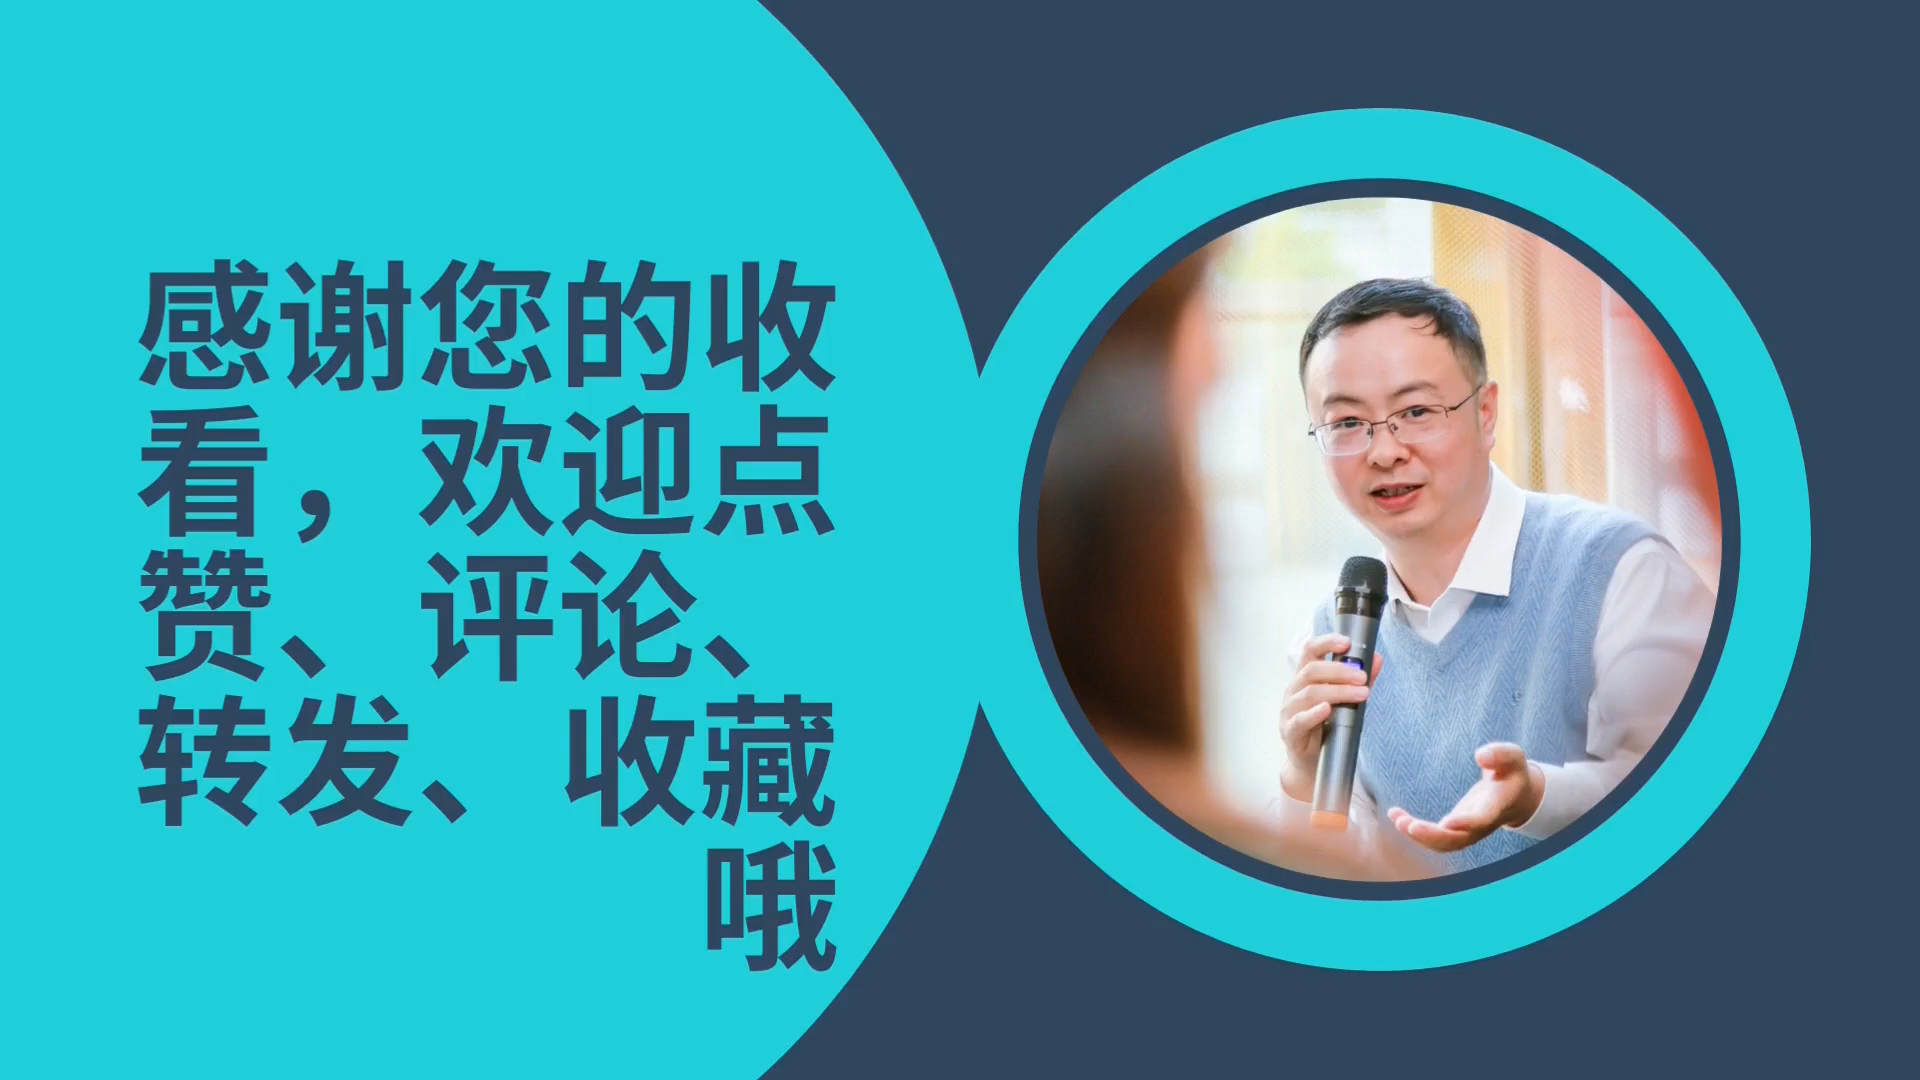 感谢您的收
看，欢迎点
赞、评论、
转发、收藏
哦